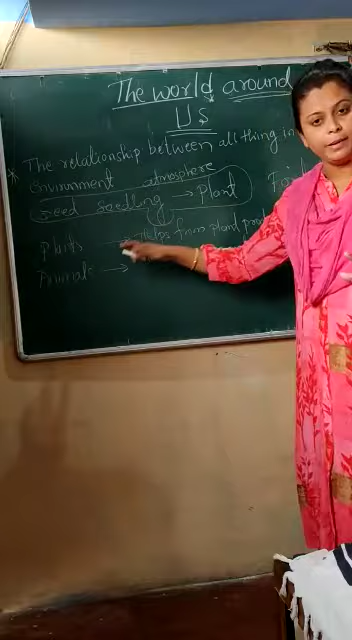 The world around
US
* The relationship between all thing in
environment atmosphere
seed seedling → Plant
Plants → Helps from plant
Animals →